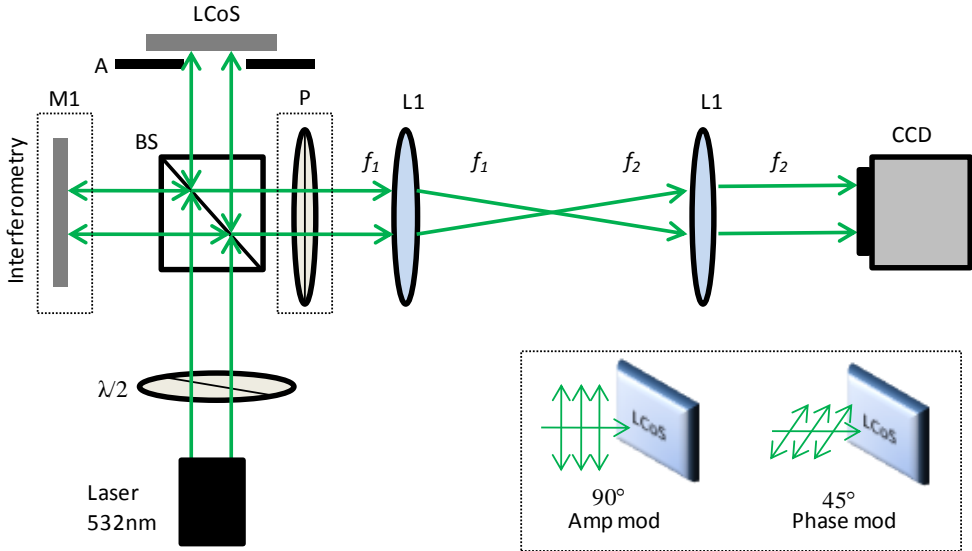 LCoS
A
M1
P
L1
L1
BS
CCD
f₁
f₁
f₂
f₂
Interferometry
λ/2
Laser
532nm
LCoS
LCoS
90°
Amp mod
45°
Phase mod